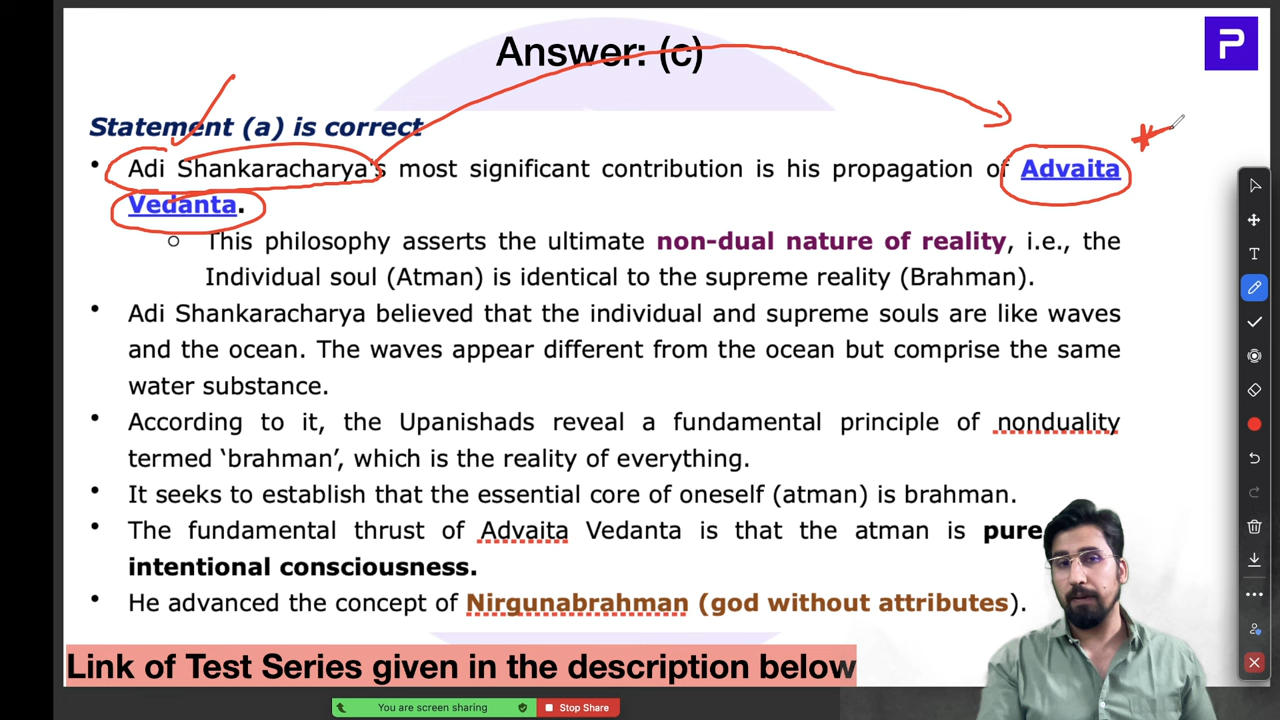 Answer: (c)
P
Statement (a) is correct
• Adi Shankaracharya's most significant contribution is his propagation of Advaita
Vedanta.
o This philosophy asserts the ultimate non-dual nature of reality, i.e., the
Individual soul (Atman) is identical to the supreme reality (Brahman).
• Adi Shankaracharya believed that the individual and supreme souls are like waves
and the ocean. The waves appear different from the ocean but comprise the same
water substance.
• According to it, the Upanishads reveal a fundamental principle of nonduality
termed ‘brahman’, which is the reality of everything.
• It seeks to establish that the essential core of oneself (atman) is brahman.
• The fundamental thrust of Advaita Vedanta is that the atman is pure
intentional consciousness.
• He advanced the concept of Nirgunabrahman (god without attributes).
Link of Test Series given in the description below
You are screen sharing
Stop Share